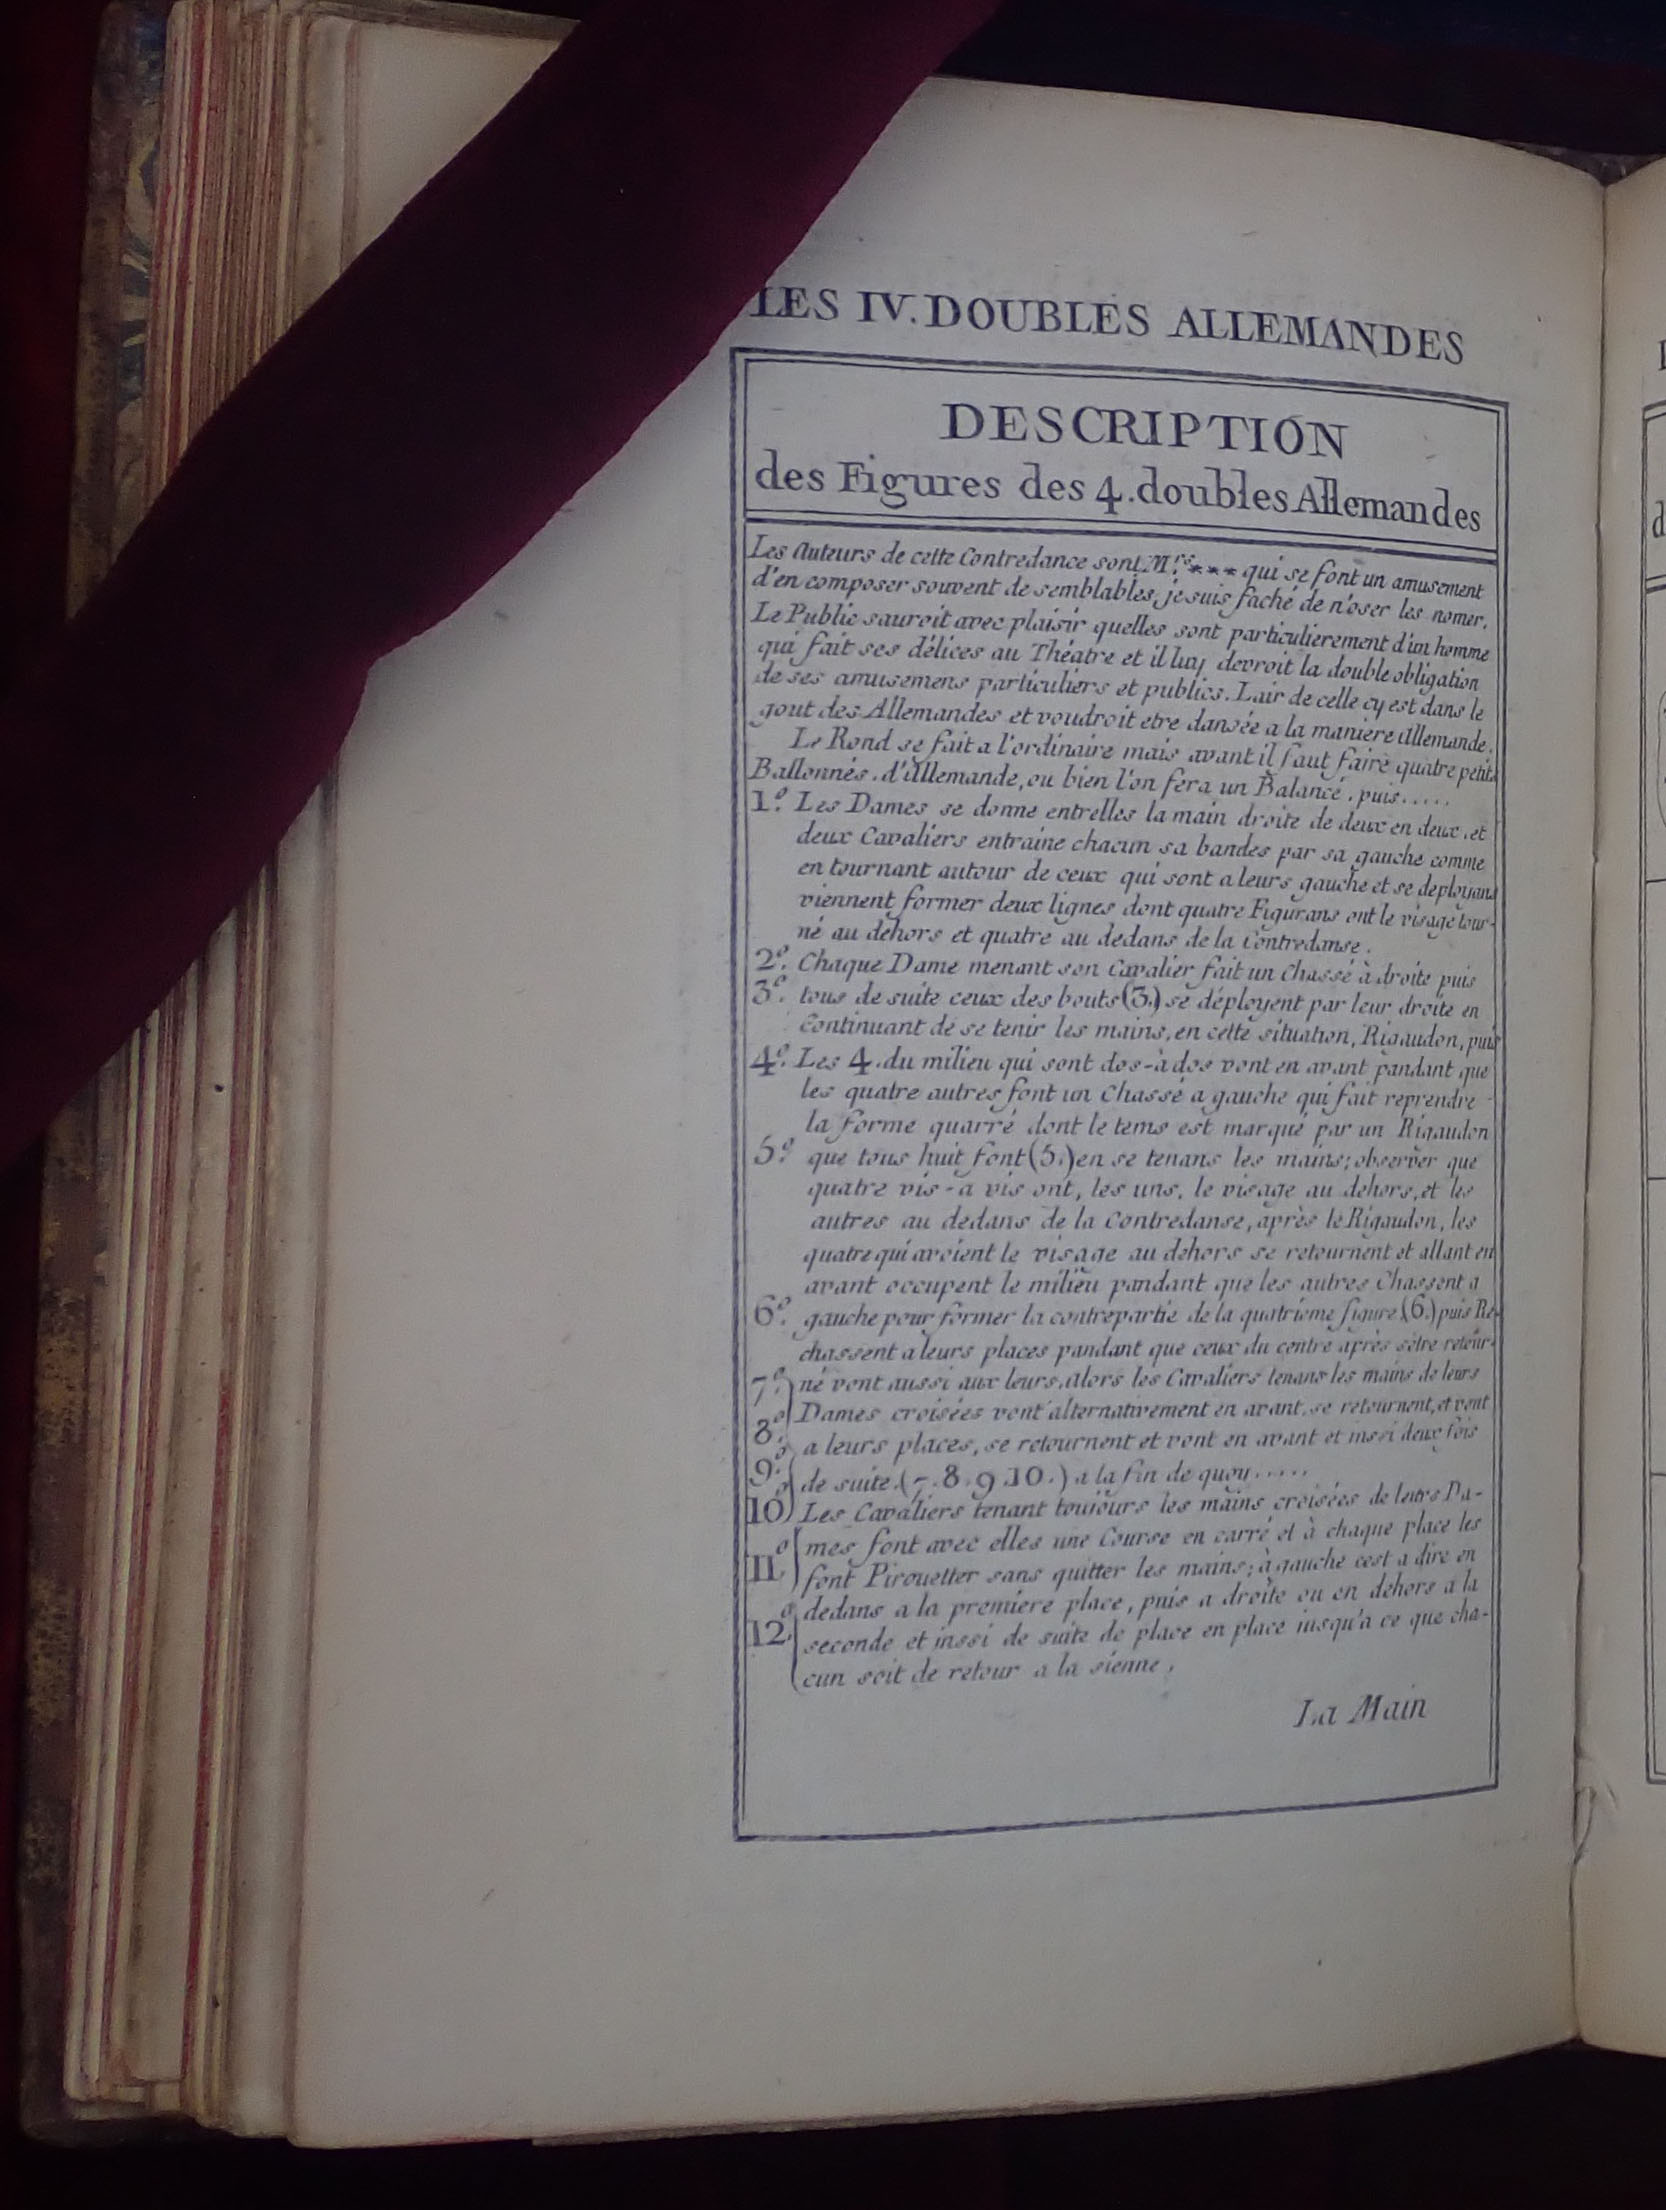 LES IV. DOUBLES ALLEMANDES
DESCRIPTION
des Figures des 4. doubles Allemandes
Les Auteurs de cette Contredance sont Mrs. *** qui se font un amusement
d'en composer souvent de semblables, je suis faché de n'oser les nomer.
Le Public sauroit avec plaisir quelles sont particulierement d'un homme
qui fait ses délices au Théatre et il luy devroit la double obligation
de ses amusemens particuliers et publics. Lair de celle cy est dans le
gout des Allemandes et voudroit etre dansée a la maniere Allemande.
Le Rond se fait a l'ordinaire mais avant il faut faire quatre petits
Ballonnés d'Allemande, ou bien l'on fera un Balancé. puis.....
1.º Les Dames se donne entrelles la main droite de deux en deux, et
deux Cavaliers entraine chacun sa bandes par sa gauche comme
en tournant autour de ceux qui sont a leurs gauche et se deployans
viennent former deux lignes dont quatre Figurans ont le visage tour-
né au dehors et quatre au dedans de la Contredanse.
2.º Chaque Dame menant son Cavalier fait un Chassé à droite puis
3.º tous de suite ceux des bouts (3.) se déployent par leur droite en
Continuant de se tenir les mains, en cette situation, Rigaudon, puis
4.º Les 4. du milieu qui sont dos-à dos vont en avant pandant que
les quatre autres font un Chassé a gauche qui fait reprendre
la forme quarré dont le tems est marqué par un Rigaudon
5.º que tous huit font (5.) en se tenans les mains; observer que
quatre vis-a vis ont, les uns, le visage au dehors, et les
autres au dedans de la Contredanse, après le Rigaudon, les
quatre qui avoient le visage au dehors se retournent et allant en
avant occupent le milieu pandant que les autres Chassent a
6.º gauche pour former la contrepartie de la quatrieme figure (6.) puis Re-
chassent a leurs places pandant que ceux du centre après sêtre retour-
7.º né vont aussi aux leurs. alors les Cavaliers tenans les mains de leurs
8.º Dames croisées vont alternativement en avant, se retournent, et vont
a leurs places, se retournent et vont en avant et inssi deux fois
9.º de suite. (7. 8. 9. 10.) a la fin de quoy.....
10.º Les Cavaliers tenant toujours les mains croisées de leurs Da-
mes font avec elles une Course en carré et à chaque place les
11.º font Pirouetter sans quitter les mains; à gauche cest a dire en
dedans a la premiere place, puis a droite ou en dehors a la
12.º seconde et inssi de suite de place en place jusqu'a ce que cha-
cun soit de retour a la sienne.
La Main